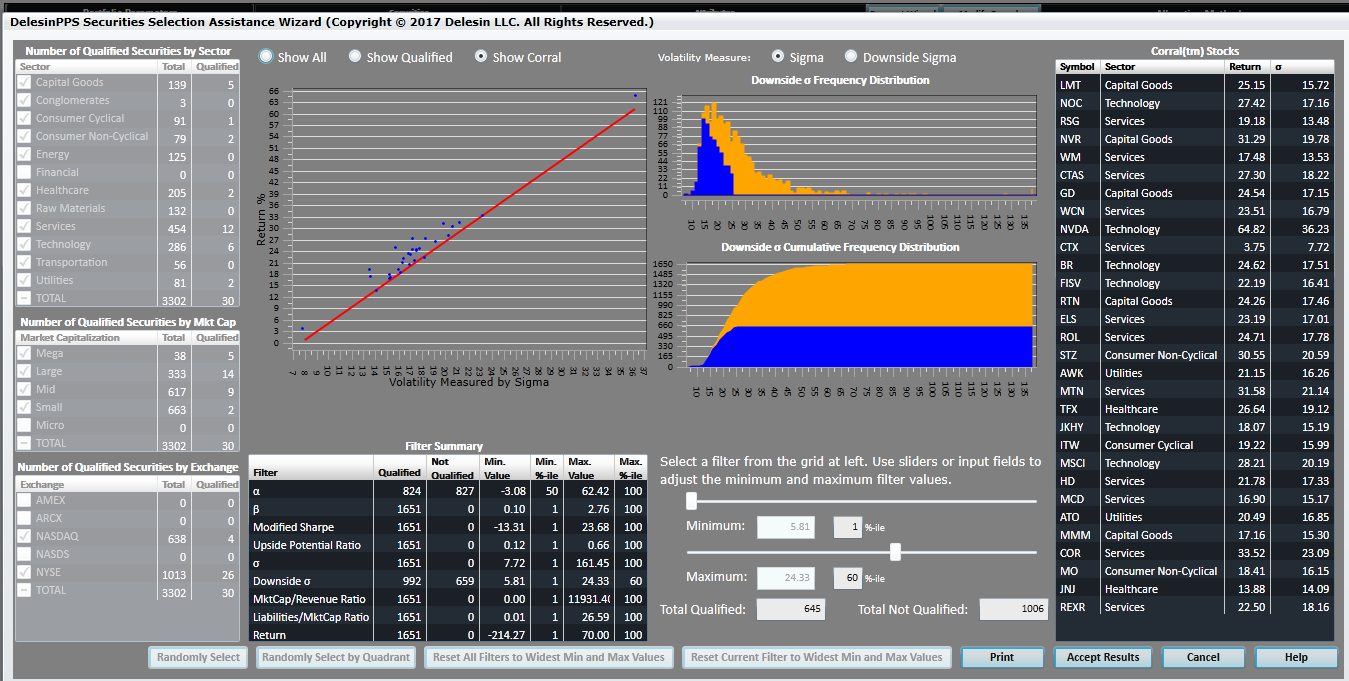 DelesinPPS Securities Selection Assistance Wizard (Copyright © 2017 Delesin LLC. All Rights Reserved.)
Number of Qualified Securities by Sector
Sector Total Qualified
Capital Goods 139 5
Conglomerates 3 0
Consumer Cyclical 91 1
Consumer Non-Cyclical 79 2
Energy 125 0
Financial 0 0
Healthcare 205 2
Raw Materials 132 0
Services 454 12
Technology 286 6
Transportation 56 0
Utilities 81 2
TOTAL 3302 30
Number of Qualified Securities by Mkt Cap
Market Capitalization Total Qualified
Mega 38 5
Large 333 14
Mid 617 9
Small 663 2
Micro 0 0
TOTAL 3302 30
Number of Qualified Securities by Exchange
Exchange Total Qualified
AMEX 0 0
ARCX 0 0
NASDAQ 638 4
NASDS 0 0
NYSE 1013 26
TOTAL 3302 30
Show All Show Qualified Show Corral
Return %
66
63
60
57
54
51
48
45
42
39
36
33
30
27
24
21
18
15
12
9
6
3
0
7 8 9 10 11 12 13 14 15 16 17 18 19 20 21 22 23 24 25 26 27 28 29 30 31 32 33 34 35 36 37
Volatility Measured by Sigma
Volatility Measure: Sigma Downside Sigma
Downside σ Frequency Distribution
121
110
99
88
77
66
55
44
33
22
11
0
10 15 20 25 30 35 40 45 50 55 60 65 70 75 80 85 90 95 100 105 110 115 120 125 130 135
Downside σ Cumulative Frequency Distribution
1650
1485
1320
1155
990
825
660
495
330
165
0
10 15 20 25 30 35 40 45 50 55 60 65 70 75 80 85 90 95 100 105 110 115 120 125 130 135
Filter Summary
Filter Qualified Not Qualified Min. Value Min. %-ile Max. Value Max. %-ile
α 824 827 -3.08 50 62.42 100
β 1651 0 0.10 1 2.76 100
Modified Sharpe 1651 0 -13.31 1 23.68 100
Upside Potential Ratio 1651 0 0.12 1 0.66 100
σ 1651 0 7.72 1 161.45 100
Downside σ 992 659 5.81 1 24.33 60
MktCap/Revenue Ratio 1651 0 0.00 1 11931.40 100
Liabilities/MktCap Ratio 1651 0 0.01 1 26.59 100
Return 1651 0 -214.27 1 70.00 100
Select a filter from the grid at left. Use sliders or input fields to
adjust the minimum and maximum filter values.
Minimum: 5.81 1 %-ile
Maximum: 24.33 60 %-ile
Total Qualified: 645 Total Not Qualified: 1006
Corral(tm) Stocks
Symbol Sector Return σ
LMT Capital Goods 25.15 15.72
NOC Technology 27.42 17.16
RSG Services 19.18 13.48
NVR Capital Goods 31.29 19.78
WM Services 17.48 13.53
CTAS Services 27.30 18.22
GD Capital Goods 24.54 17.15
WCN Services 23.51 16.79
NVDA Technology 64.82 36.23
CTX Services 3.75 7.72
BR Technology 24.62 17.51
FISV Technology 22.19 16.41
RTN Capital Goods 24.26 17.46
ELS Services 23.19 17.01
ROL Services 24.71 17.78
STZ Consumer Non-Cyclical 30.55 20.59
AWK Utilities 21.15 16.26
MTN Services 31.58 21.14
TFX Healthcare 26.64 19.12
JKHY Technology 18.07 15.19
ITW Consumer Cyclical 19.22 15.99
MSCI Technology 28.21 20.19
HD Services 21.78 17.33
MCD Services 16.90 15.17
ATO Utilities 20.49 16.85
MMM Capital Goods 17.16 15.30
COR Services 33.52 23.09
MO Consumer Non-Cyclical 18.41 16.15
JNJ Healthcare 13.88 14.09
REXR Services 22.50 18.16
Randomly Select Randomly Select by Quadrant Reset All Filters to Widest Min and Max Values Reset Current Filter to Widest Min and Max Values Print Accept Results Cancel Help